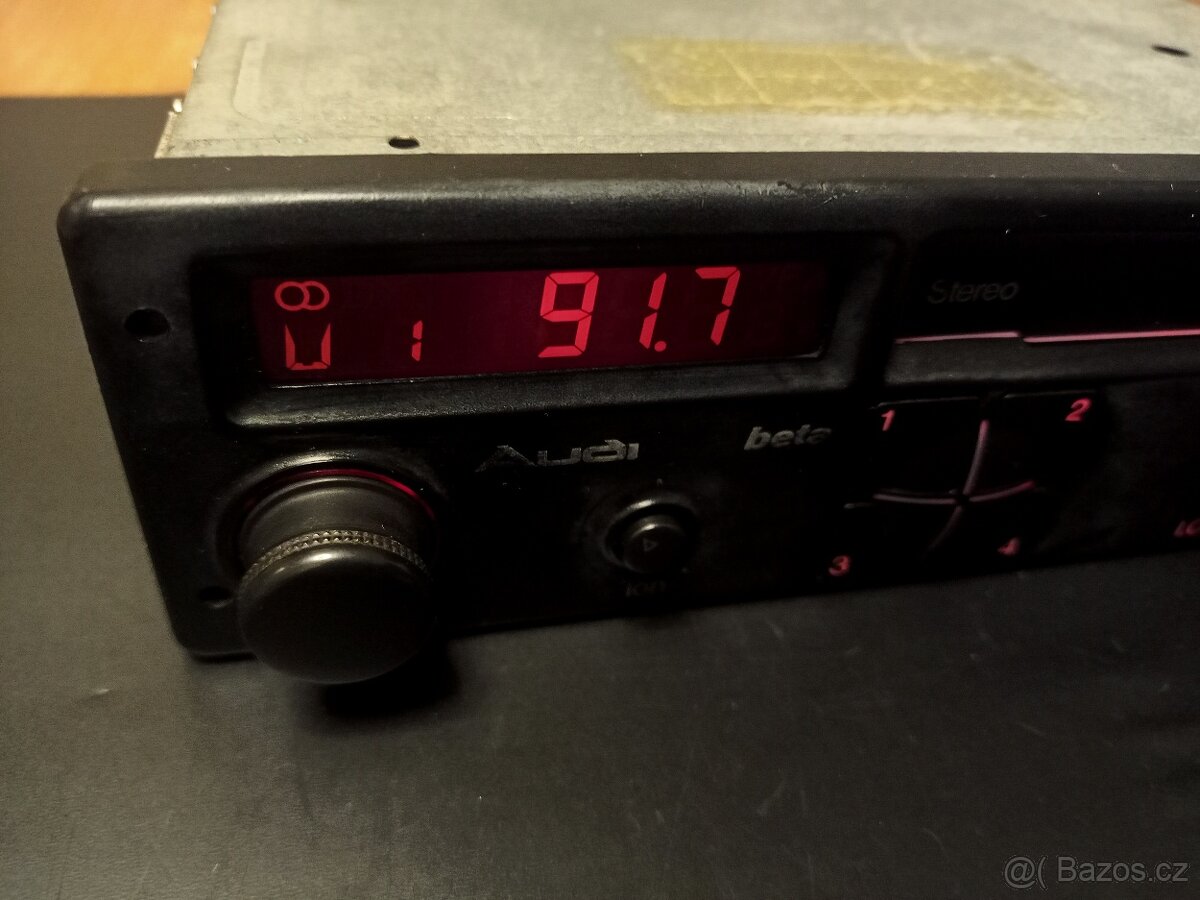 U 1 91.7
Stereo
Audi beta
1 2
3 4
@( Bazos.cz